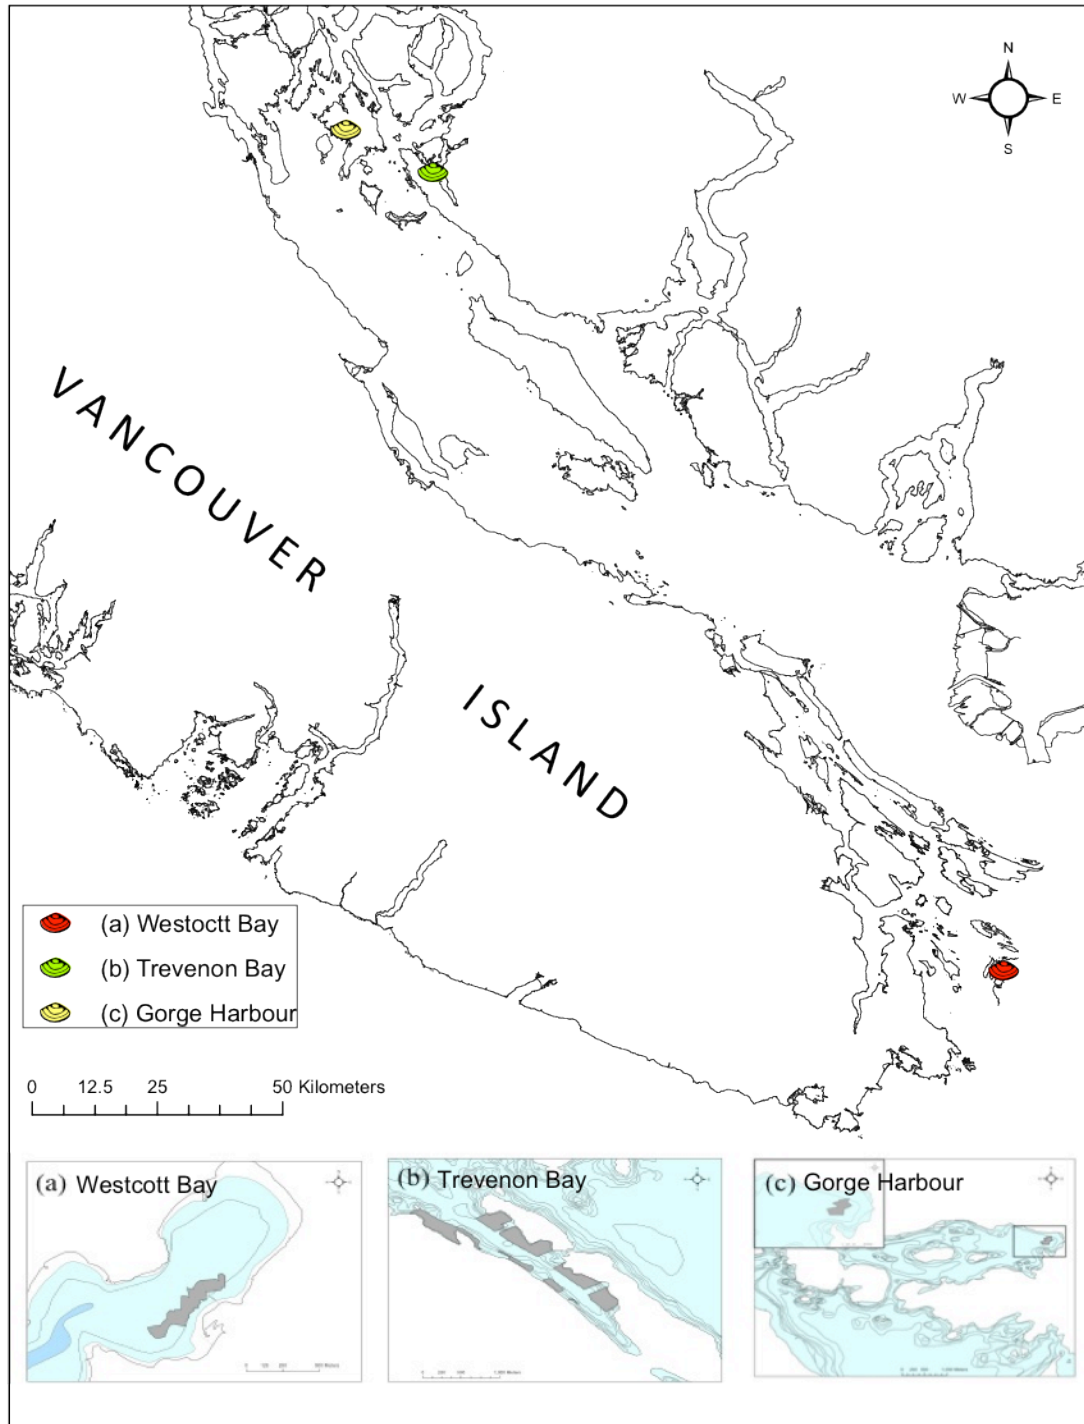 N
W E
S
VANCOUVER
ISLAND
(a) Westoctt Bay
(b) Trevenon Bay
(c) Gorge Harbour
0 12.5 25 50 Kilometers
(a) Westcott Bay
(b) Trevenon Bay
(c) Gorge Harbour